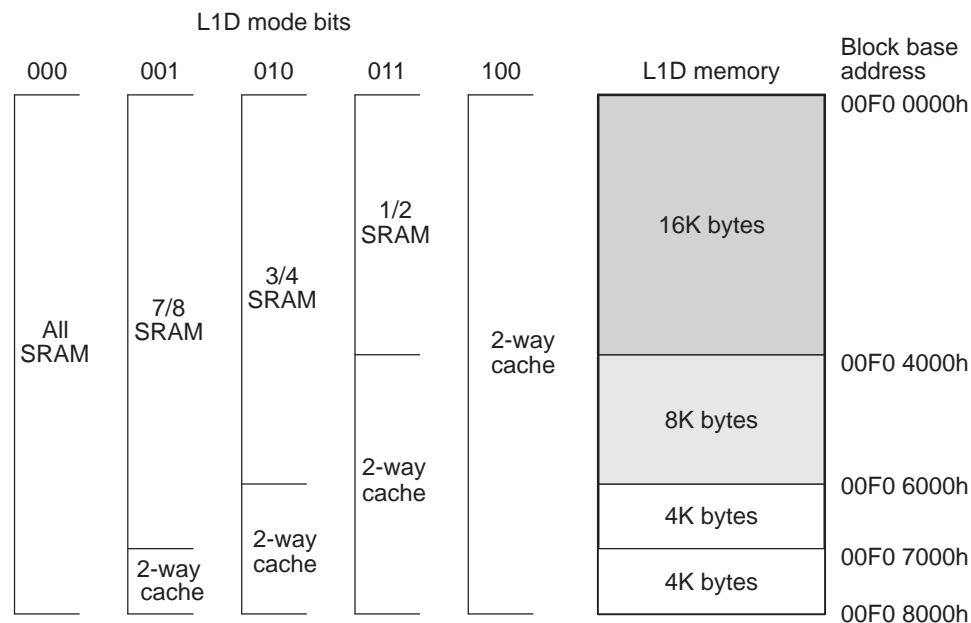 L1D mode bits
000 001 010 011 100 L1D memory Block base
address
00F0 0000h
1/2
SRAM
16K bytes
3/4
SRAM
7/8
SRAM
All
SRAM
2-way
cache
00F0 4000h
8K bytes
2-way
cache
00F0 6000h
4K bytes
2-way
cache
00F0 7000h
2-way
cache
4K bytes
00F0 8000h